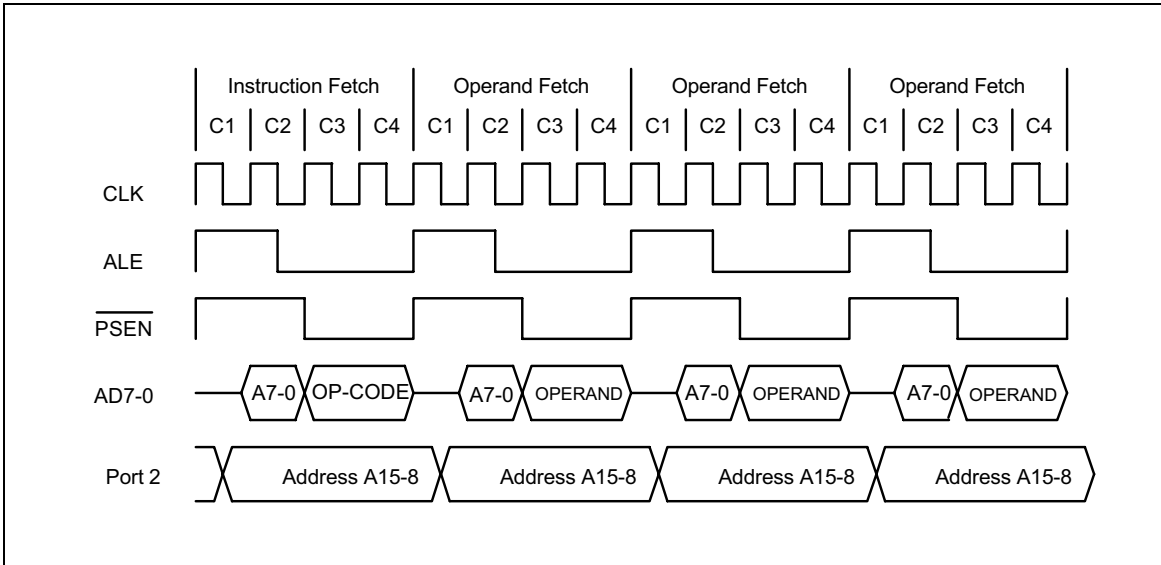 Instruction Fetch Operand Fetch Operand Fetch Operand Fetch
C1 C2 C3 C4 C1 C2 C3 C4 C1 C2 C3 C4 C1 C2 C3 C4
CLK
ALE
PSEN
AD7-0 A7-0 OP-CODE A7-0 OPERAND A7-0 OPERAND A7-0 OPERAND
Port 2 Address A15-8 Address A15-8 Address A15-8 Address A15-8